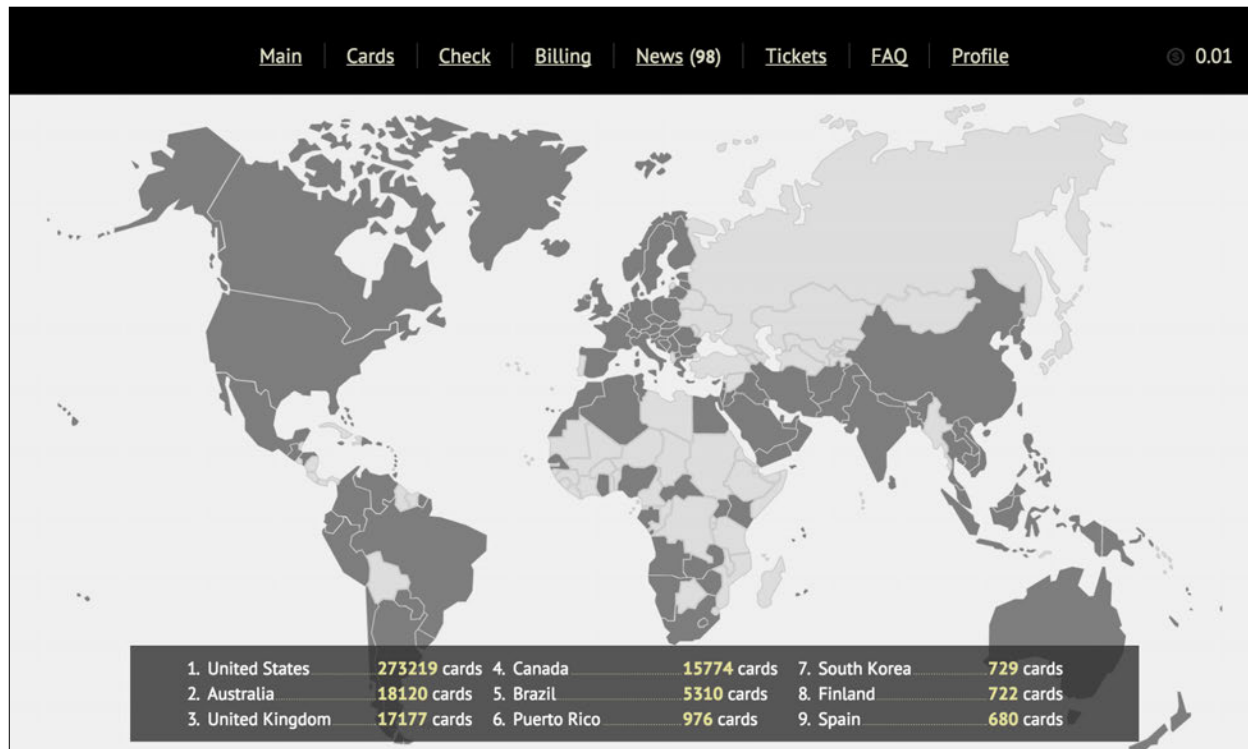 Main Cards Check Billing News (98) Tickets FAQ Profile 0.01
1. United States 273219 cards 4. Canada 15774 cards 7. South Korea 729 cards
2. Australia 18120 cards 5. Brazil 5310 cards 8. Finland 722 cards
3. United Kingdom 17177 cards 6. Puerto Rico 976 cards 9. Spain 680 cards